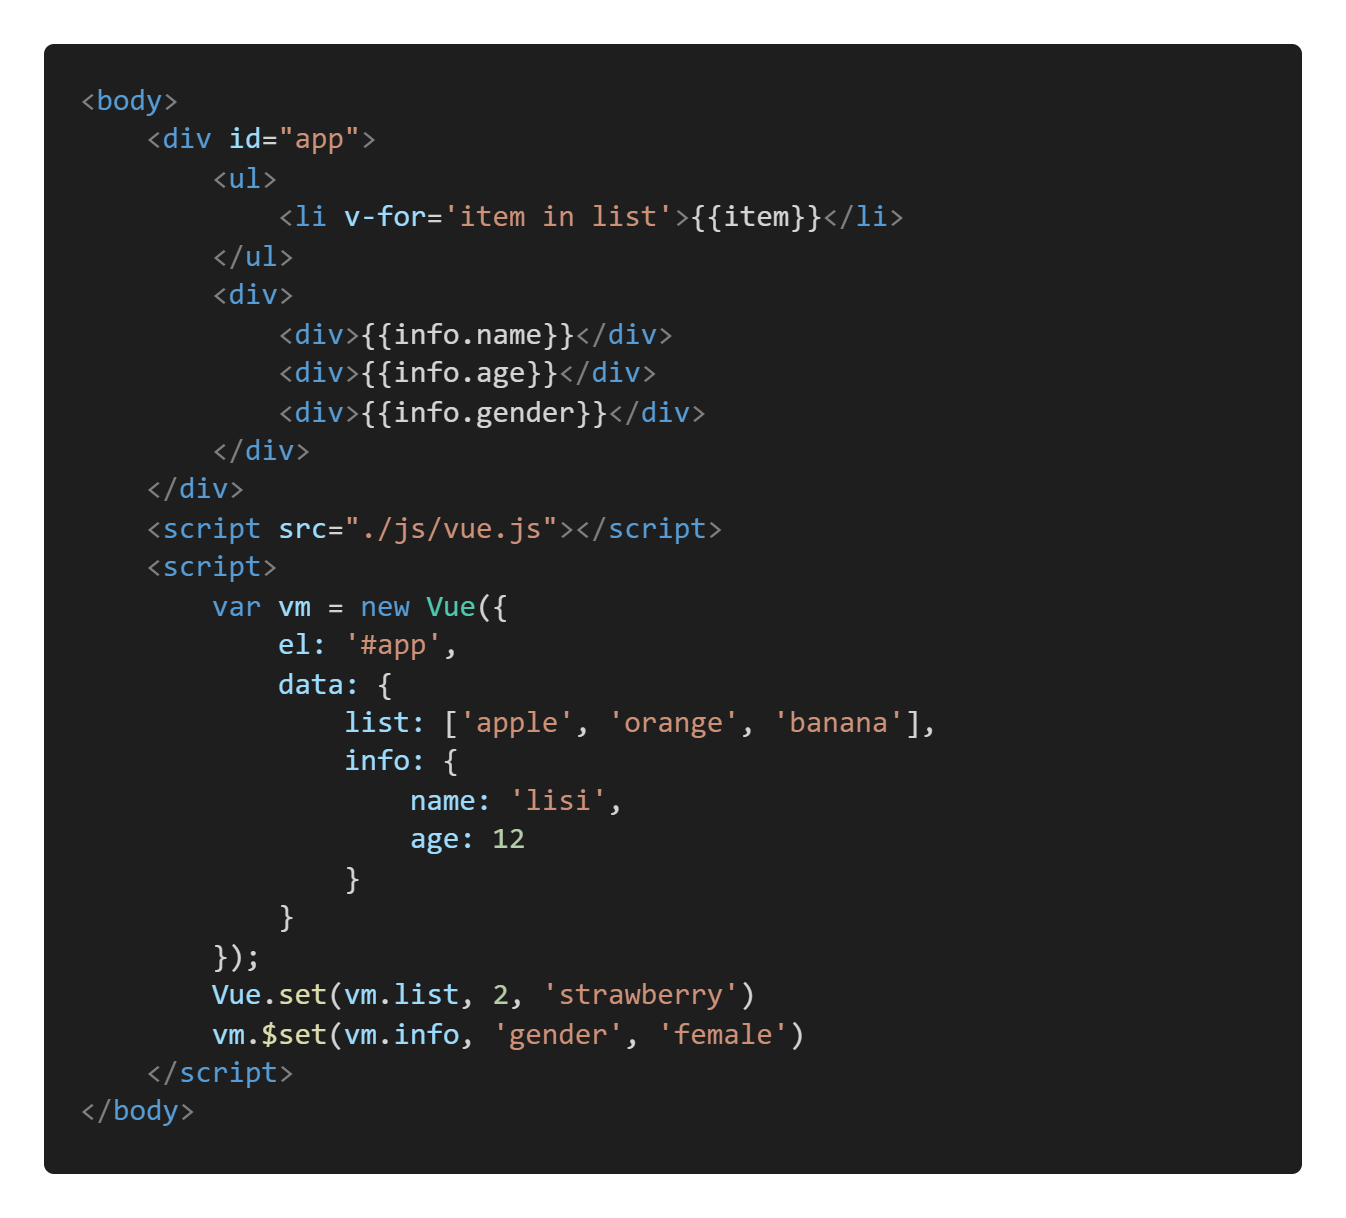 <body>
    <div id="app">
        <ul>
            <li v-for='item in list'>{{item}}</li>
        </ul>
        <div>
            <div>{{info.name}}</div>
            <div>{{info.age}}</div>
            <div>{{info.gender}}</div>
        </div>
    </div>
    <script src="./js/vue.js"></script>
    <script>
        var vm = new Vue({
            el: '#app',
            data: {
                list: ['apple', 'orange', 'banana'],
                info: {
                    name: 'lisi',
                    age: 12
                }
            }
        });
        Vue.set(vm.list, 2, 'strawberry')
        vm.$set(vm.info, 'gender', 'female')
    </script>
</body>